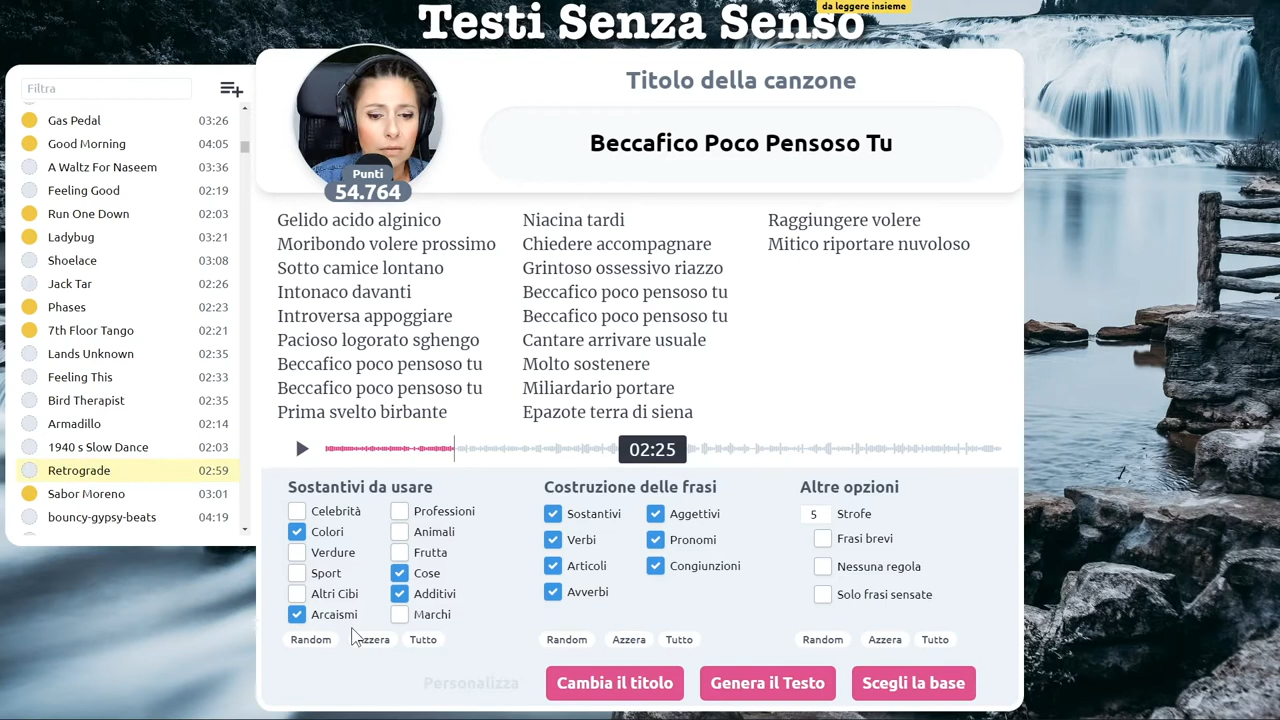 da leggere insieme
Testi Senza Senso
Filtra
Gas Pedal 03:26
Good Morning 04:05
A Waltz For Naseem 03:36
Feeling Good 02:19
Run One Down 02:03
Ladybug 03:21
Shoelace 03:08
Jack Tar 02:26
Phases 02:23
7th Floor Tango 02:21
Lands Unknown 02:35
Feeling This 02:33
Bird Therapist 02:35
Armadillo 02:14
1940 s Slow Dance 02:03
Retrograde 02:59
Sabor Moreno 03:01
bouncy-gypsy-beats 04:19
Punti
54.764
Titolo della canzone
Beccafico Poco Pensoso Tu
Gelido acido alginico
Moribondo volere prossimo
Sotto camice lontano
Intonaco davanti
Introversa appoggiare
Pacioso logorato sghengo
Beccafico poco pensoso tu
Beccafico poco pensoso tu
Prima svelto birbante
Niacina tardi
Chiedere accompagnare
Grintoso ossessivo riazzo
Beccafico poco pensoso tu
Beccafico poco pensoso tu
Cantare arrivare usuale
Molto sostenere
Miliardario portare
Epazote terra di siena
Raggiungere volere
Mitico riportare nuvoloso
02:25
Sostantivi da usare
Celebrità Professioni
Colori Animali
Verdure Frutta
Sport Cose
Altri Cibi Additivi
Arcaismi Marchi
Random Azzera Tutto
Costruzione delle frasi
Sostantivi Aggettivi
Verbi Pronomi
Articoli Congiunzioni
Avverbi
Random Azzera Tutto
Altre opzioni
5 Strofe
Frasi brevi
Nessuna regola
Solo frasi sensate
Random Azzera Tutto
Personalizza
Cambia il titolo
Genera il Testo
Scegli la base